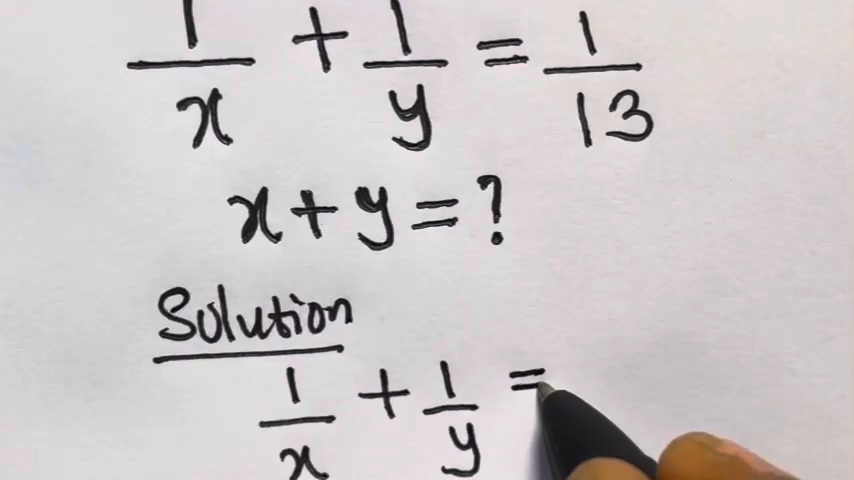 1/x + 1/y = 1/13
x + y = ?
Solution
1/x + 1/y =